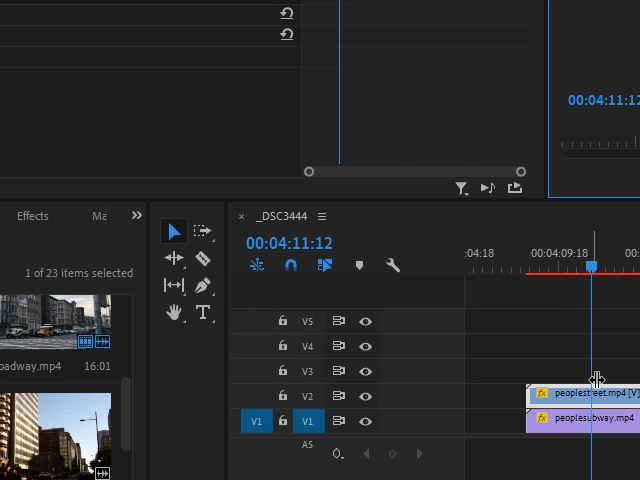 00:04:11:12
Effects
Ma
_DSC3444
00:04:11:12
:04:18
00:04:09:18
00:
1 of 23 items selected
V5
V4
oadway.mp4
16:01
V3
V2
fx peoplestreet.mp4 [V]
V1
V1
fx peoplesubway.mp4
A5